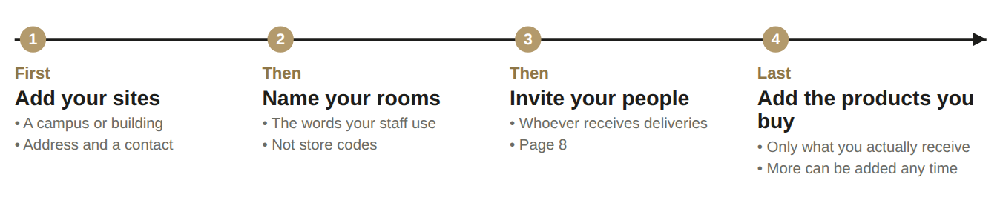 1
2
3
4
First
Add your sites
• A campus or building
• Address and a contact
Then
Name your rooms
• The words your staff use
• Not store codes
Then
Invite your people
• Whoever receives deliveries
• Page 8
Last
Add the products you
buy
• Only what you actually receive
• More can be added any time